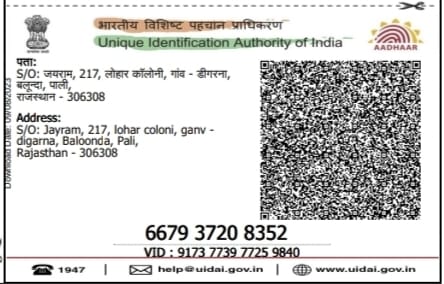 भारतीय विशिष्ट पहचान प्राधिकरण
Unique Identification Authority of India
AADHAAR
पता:
S/O: जयराम, 217, लोहार कॉलोनी, गांव - डीगरना,
बलून्दा, पाली,
राजस्थान - 306308
Address:
S/O: Jayram, 217, lohar coloni, ganv -
digarna, Baloonda, Pali,
Rajasthan - 306308
Download Date: 09/08/2023
6679 3720 8352
VID : 9173 7739 7725 9840
1947 | help@uidai.gov.in | www.uidai.gov.in